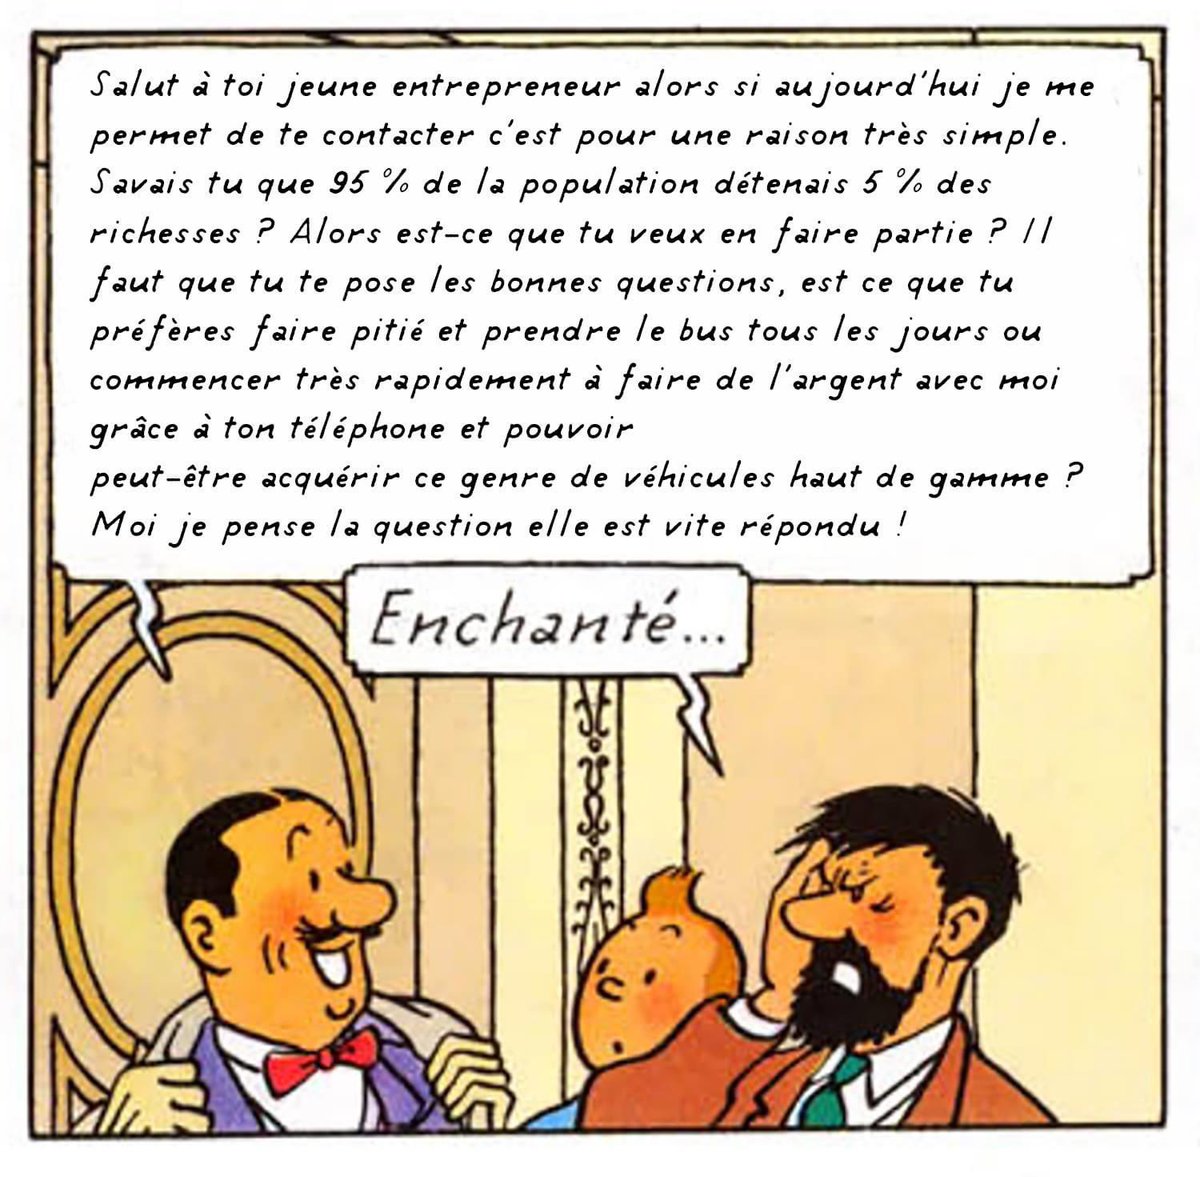 Salut à toi jeune entrepreneur alors si aujourd'hui je me
permet de te contacter c'est pour une raison très simple.
Savais tu que 95 % de la population détenais 5 % des
richesses ? Alors est-ce que tu veux en faire partie ? Il
faut que tu te pose les bonnes questions, est ce que tu
préfères faire pitié et prendre le bus tous les jours ou
commencer très rapidement à faire de l'argent avec moi
grâce à ton téléphone et pouvoir
peut-être acquérir ce genre de véhicules haut de gamme ?
Moi je pense la question elle est vite répondu !
Enchanté...